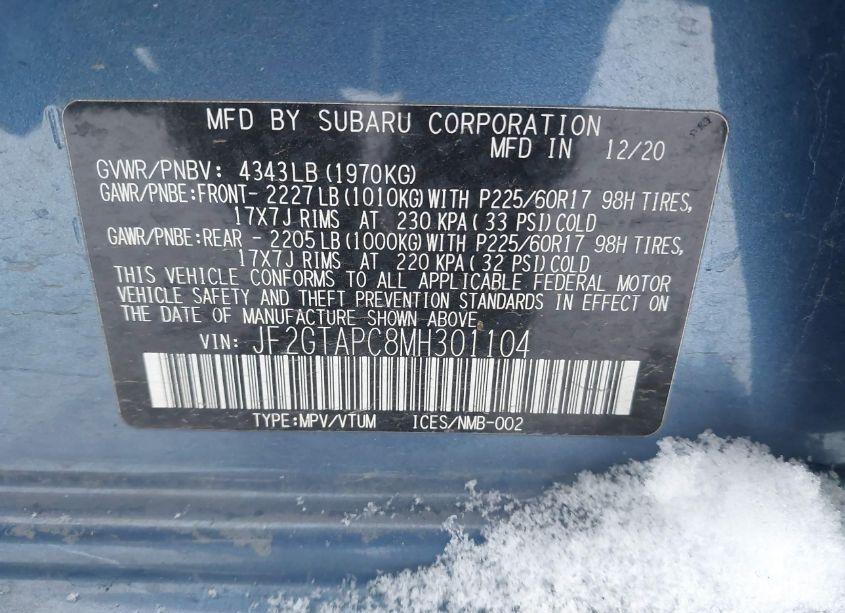 MFD BY SUBARU CORPORATION
MFD IN 12/20
GVWR/PNBV: 4343LB (1970KG)
GAWR/PNBE:FRONT- 2227LB (1010KG) WITH P225/60R17 98H TIRES,
17X7J RIMS AT 230 KPA (33 PSI) COLD
GAWR/PNBE:REAR - 2205LB (1000KG) WITH P225/60R17 98H TIRES,
17X7J RIMS AT 220 KPA (32 PSI) COLD
THIS VEHICLE CONFORMS TO ALL APPLICABLE FEDERAL MOTOR
VEHICLE SAFETY AND THEFT PREVENTION STANDARDS IN EFFECT ON
THE DATE OF MANUFACTURE SHOWN ABOVE.
VIN: JF2GTAPC8MH301104
TYPE:MPV/VTUM ICES/NMB-002